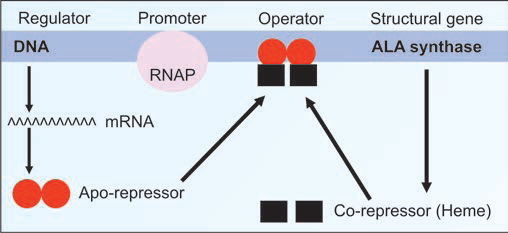 Regulator Promoter Operator Structural gene
DNA ALA synthase
RNAP
mRNA
Apo-repressor
Co-repressor (Heme)